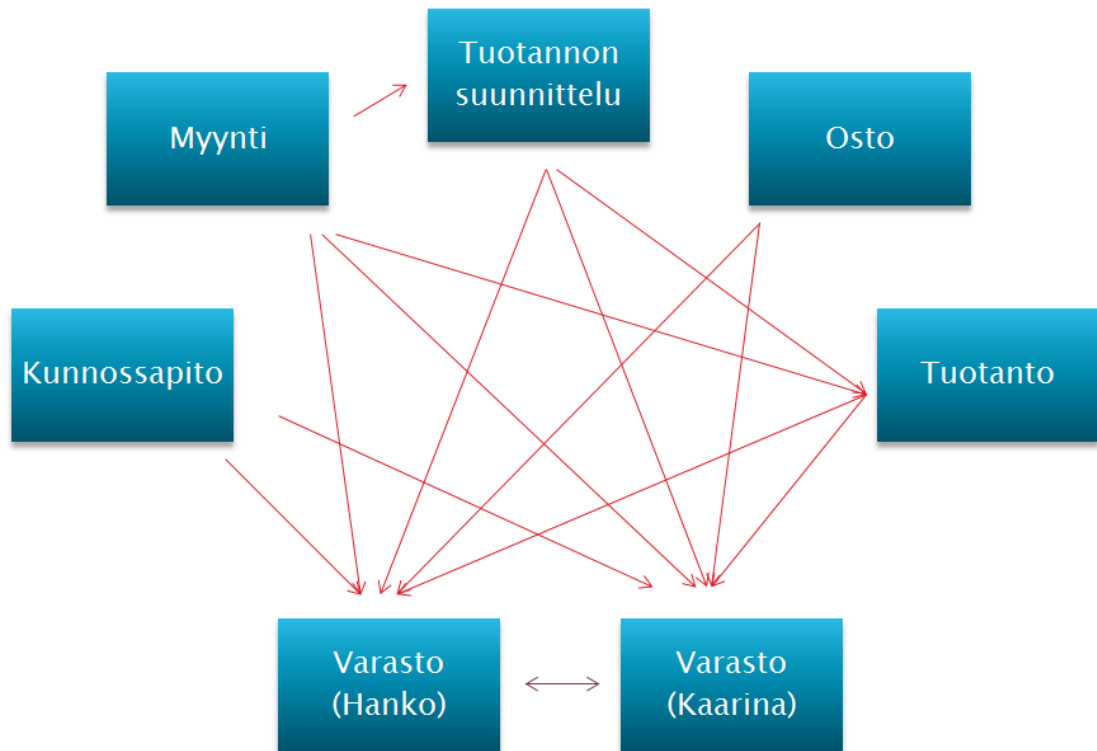 Tuotannon
suunnittelu
Myynti
Osto
Kunnossapito
Tuotanto
Varasto
(Hanko)
Varasto
(Kaarina)